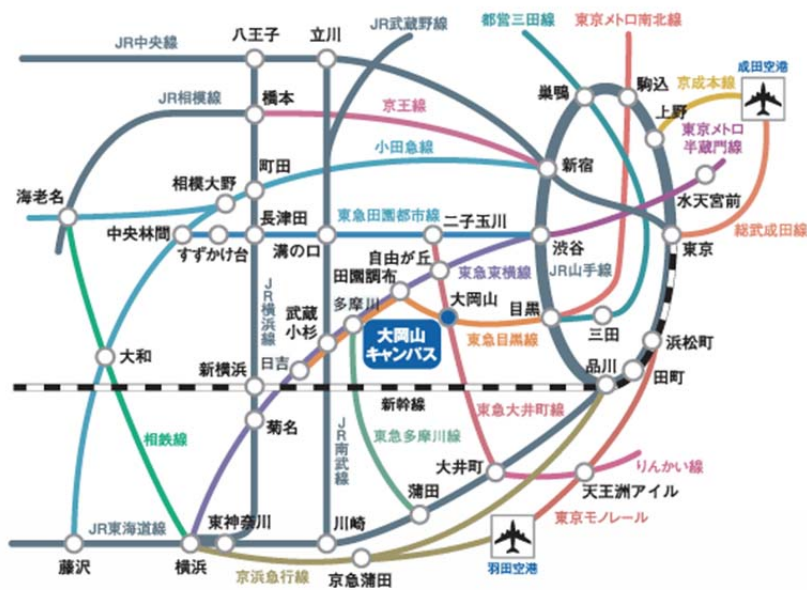 JR武蔵野線
都営三田線
東京メトロ南北線
八王子
立川
JR中央線
成田空港
巣鴨
駒込
京成本線
JR相模線
橋本
京王線
上野
東京メトロ
半蔵門線
小田急線
町田
新宿
相模大野
水天宮前
海老名
長津田
東急田園都市線
二子玉川
中央林間
すずかけ台
溝の口
渋谷
東京
総武成田線
自由が丘
東急東横線
JR山手線
田園調布
JR横浜線
武蔵
小杉
多摩川
大岡山
目黒
三田
大岡山
キャンパス
東急目黒線
浜松町
大和
新横浜
日吉
品川
田町
新幹線
菊名
東急大井町線
相鉄線
JR南武線
東急多摩川線
大井町
りんかい線
蒲田
天王洲アイル
JR東海道線
東神奈川
川崎
東京モノレール
藤沢
横浜
京浜急行線
京急蒲田
羽田空港